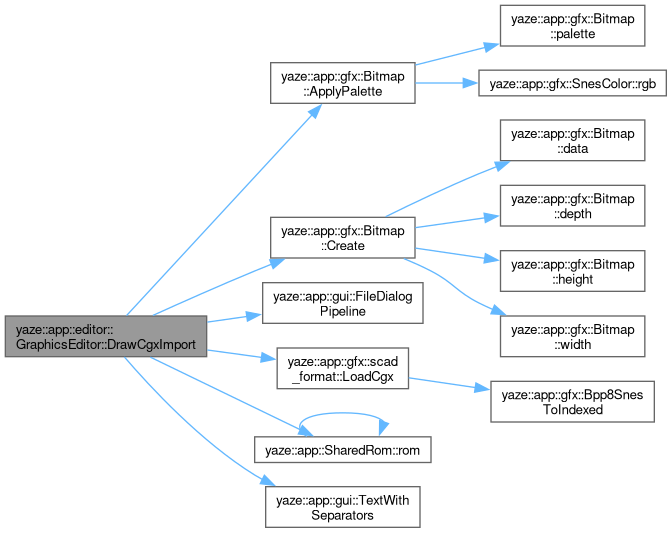 yaze::app::gfx::Bitmap
::palette
yaze::app::gfx::Bitmap
::ApplyPalette
yaze::app::gfx::SnesColor::rgb
yaze::app::gfx::Bitmap
::data
yaze::app::gfx::Bitmap
::depth
yaze::app::gfx::Bitmap
::Create
yaze::app::gfx::Bitmap
::height
yaze::app::gui::FileDialog
Pipeline
yaze::app::editor::
GraphicsEditor::DrawCgxImport
yaze::app::gfx::Bitmap
::width
yaze::app::gfx::scad
_format::LoadCgx
yaze::app::gfx::Bpp8Snes
ToIndexed
yaze::app::SharedRom::rom
yaze::app::gui::TextWith
Separators